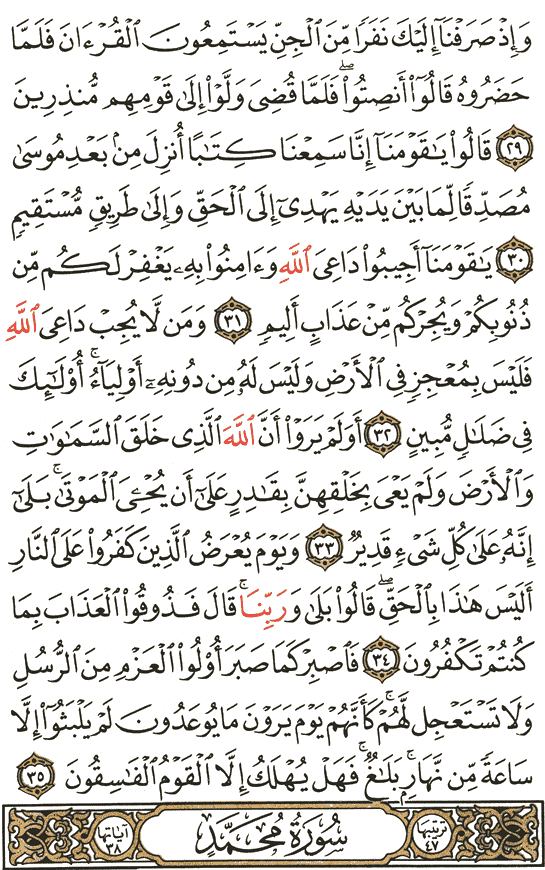 وَإِذْ صَرَفْنَآ إِلَيْكَ نَفَرًا مِّنَ ٱلْجِنِّ يَسْتَمِعُونَ ٱلْقُرْءَانَ فَلَمَّا
حَضَرُوهُ قَالُوٓا۟ أَنصِتُوا۟ ۖ فَلَمَّا قُضِىَ وَلَّوْا۟ إِلَىٰ قَوْمِهِم مُّنذِرِينَ
٢٩ قَالُوا۟ يَـٰقَوْمَنَآ إِنَّا سَمِعْنَا كِتَـٰبًا أُنزِلَ مِنۢ بَعْدِ مُوسَىٰ
مُصَدِّقًا لِّمَا بَيْنَ يَدَيْهِ يَهْدِىٓ إِلَى ٱلْحَقِّ وَإِلَىٰ طَرِيقٍ مُّسْتَقِيمٍ
٣٠ يَـٰقَوْمَنَآ أَجِيبُوا۟ دَاعِىَ ٱللَّهِ وَءَامِنُوا۟ بِهِۦ يَغْفِرْ لَكُم مِّن
ذُنُوبِكُمْ وَيُجِرْكُم مِّنْ عَذَابٍ أَلِيمٍ ٣١ وَمَن لَّا يُجِبْ دَاعِىَ ٱللَّهِ
فَلَيْسَ بِمُعْجِزٍ فِى ٱلْأَرْضِ وَلَيْسَ لَهُۥ مِن دُونِهِۦٓ أَوْلِيَآءُ ۚ أُو۟لَـٰٓئِكَ
فِى ضَلَـٰلٍ مُّبِينٍ ٣٢ أَوَلَمْ يَرَوْا۟ أَنَّ ٱللَّهَ ٱلَّذِى خَلَقَ ٱلسَّمَـٰوَٰتِ
وَٱلْأَرْضَ وَلَمْ يَعْىَ بِخَلْقِهِنَّ بِقَـٰدِرٍ عَلَىٰٓ أَن يُحْـِۧىَ ٱلْمَوْتَىٰ ۚ بَلَىٰٓ
إِنَّهُۥ عَلَىٰ كُلِّ شَىْءٍ قَدِيرٌ ٣٣ وَيَوْمَ يُعْرَضُ ٱلَّذِينَ كَفَرُوا۟ عَلَى ٱلنَّارِ
أَلَيْسَ هَـٰذَا بِٱلْحَقِّ ۖ قَالُوا۟ بَلَىٰ وَرَبِّنَا ۚ قَالَ فَذُوقُوا۟ ٱلْعَذَابَ بِمَا
كُنتُمْ تَكْفُرُونَ ٣٤ فَٱصْبِرْ كَمَا صَبَرَ أُو۟لُوا۟ ٱلْعَزْمِ مِنَ ٱلرُّسُلِ
وَلَا تَسْتَعْجِل لَّهُمْ ۚ كَأَنَّهُمْ يَوْمَ يَرَوْنَ مَا يُوعَدُونَ لَمْ يَلْبَثُوٓا۟ إِلَّا
سَاعَةً مِّن نَّهَارٍۭ ۚ بَلَـٰغٌ ۚ فَهَلْ يُهْلَكُ إِلَّا ٱلْقَوْمُ ٱلْفَـٰسِقُونَ ٣٥
ترتيبها ٤٧ سُورَةُ مُحَمَّدٍ آياتها ٣٨